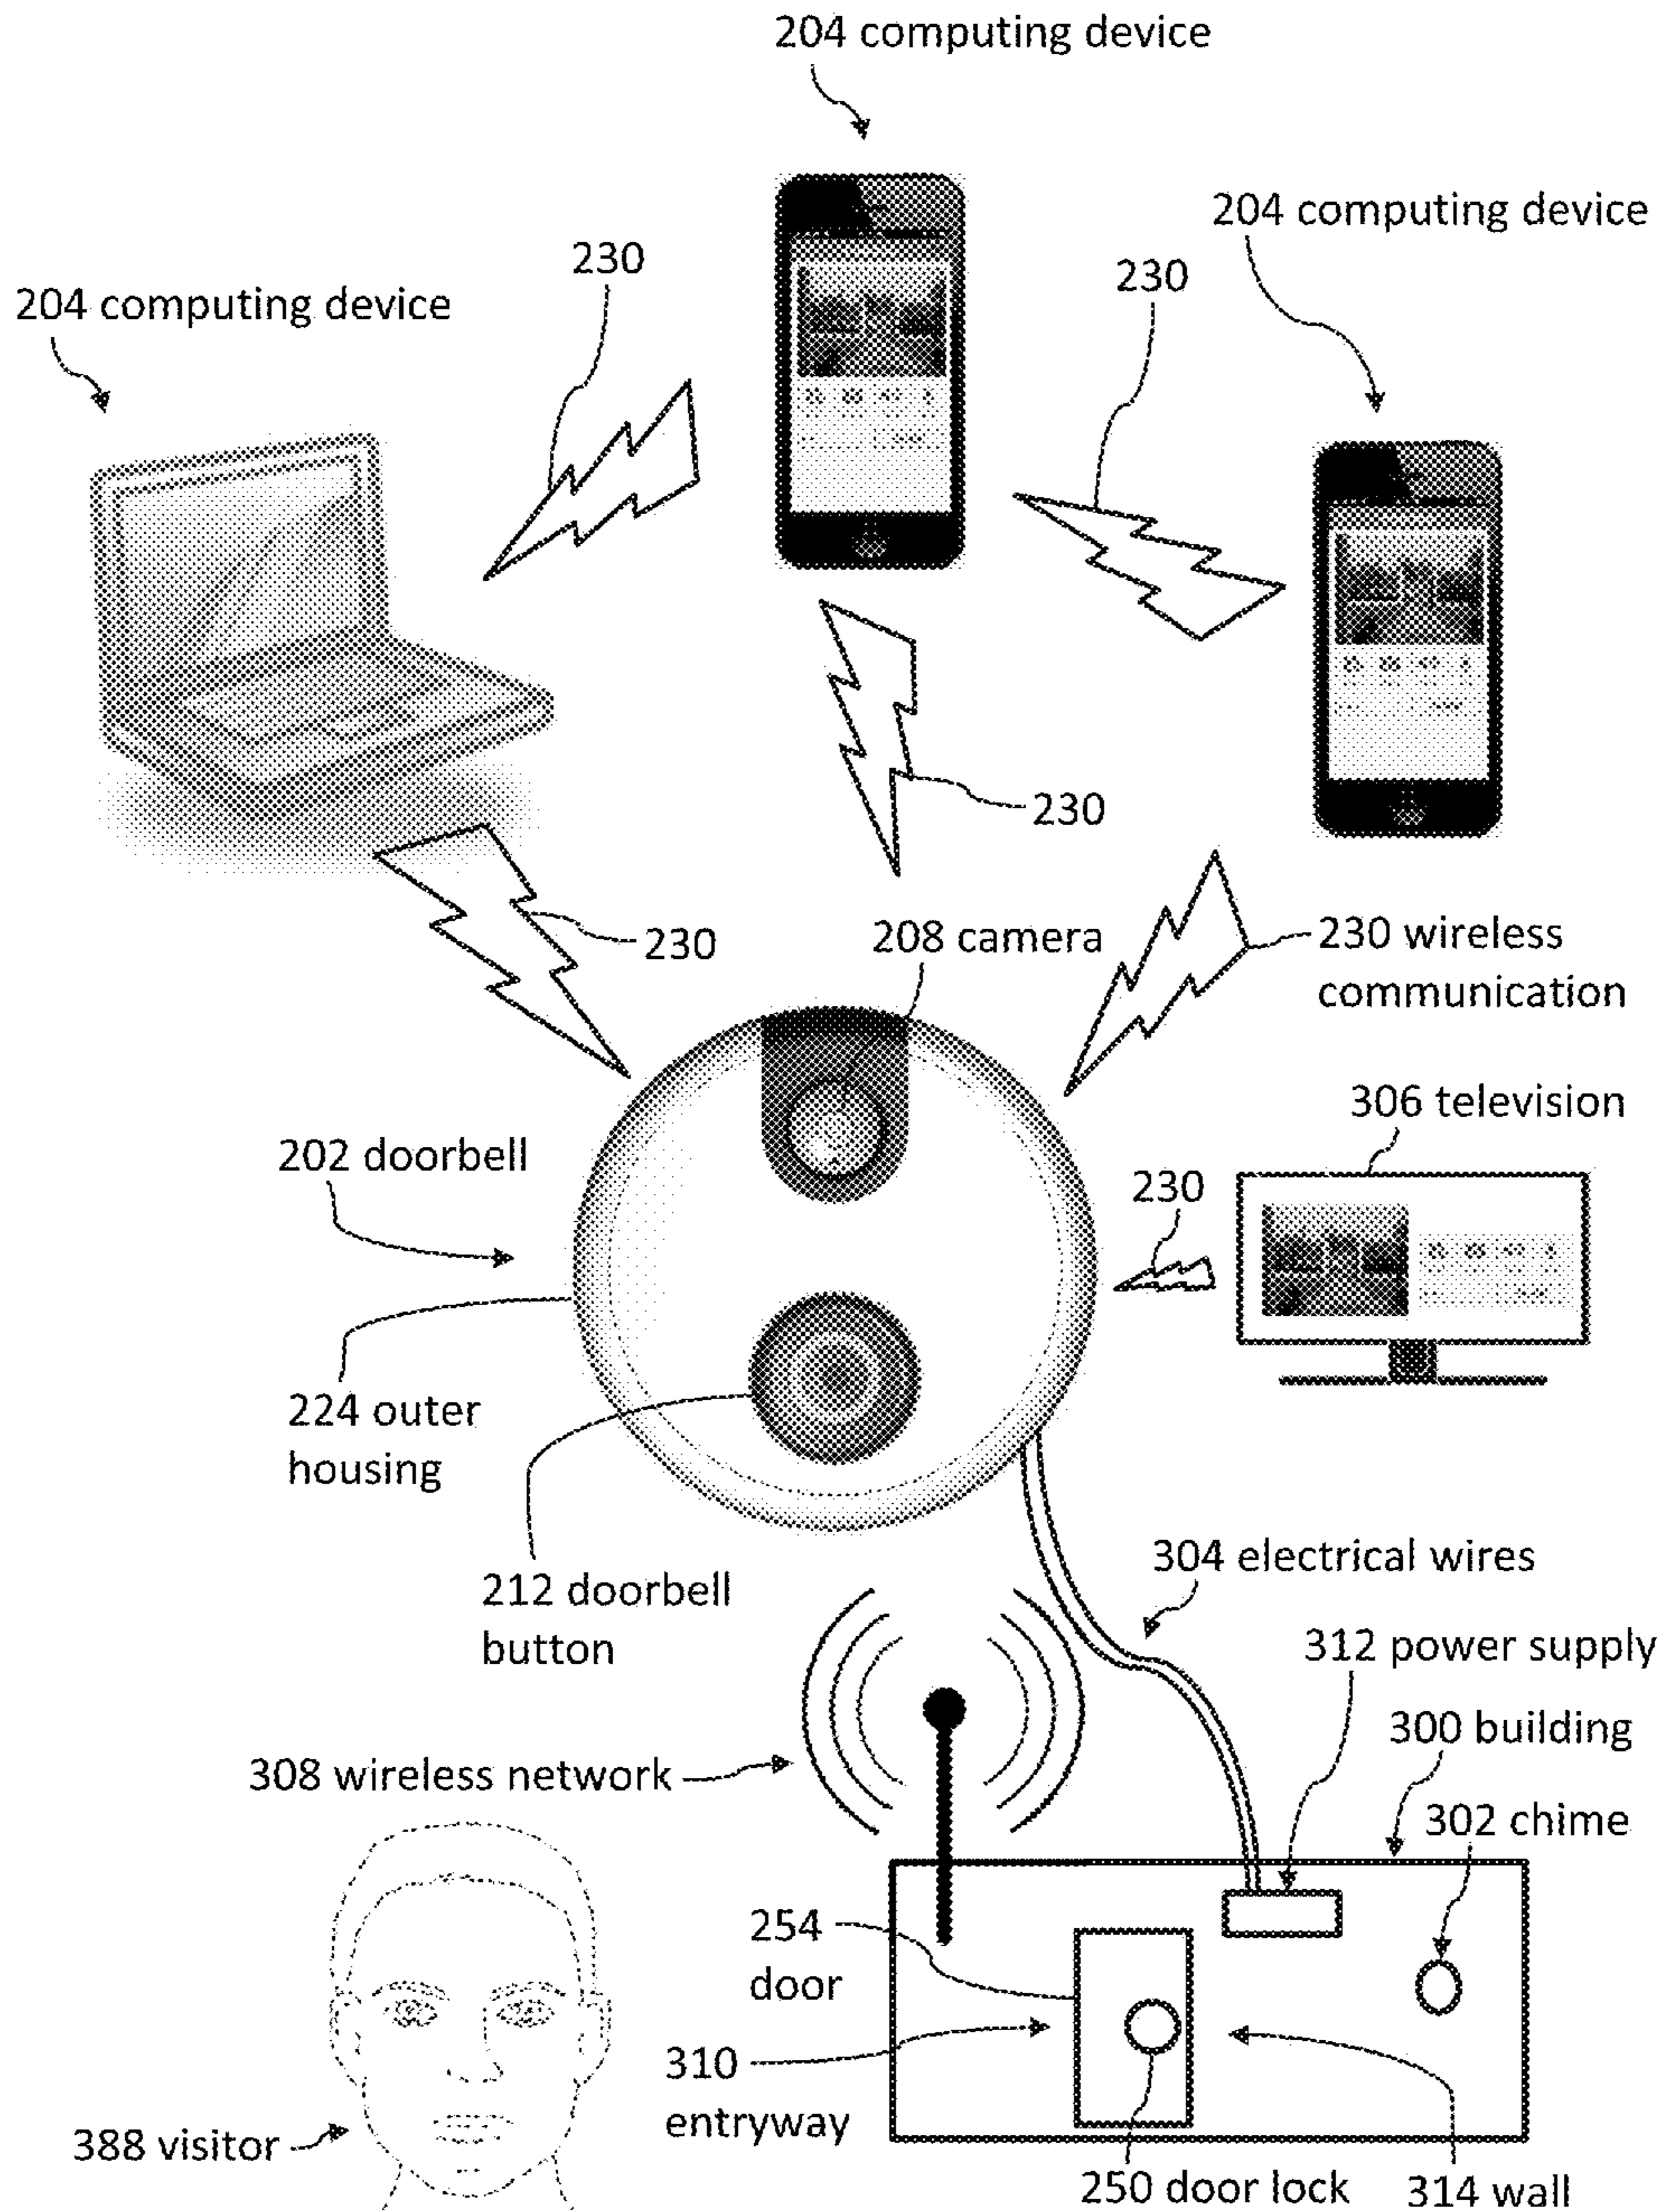 204 computing device
204 computing device
230
230
204 computing device
230
230
208 camera
230 wireless
communication
306 television
202 doorbell
230
224 outer
housing
304 electrical wires
212 doorbell
button
312 power supply
300 building
308 wireless network
302 chime
254
door
310
entryway
388 visitor
250 door lock
314 wall